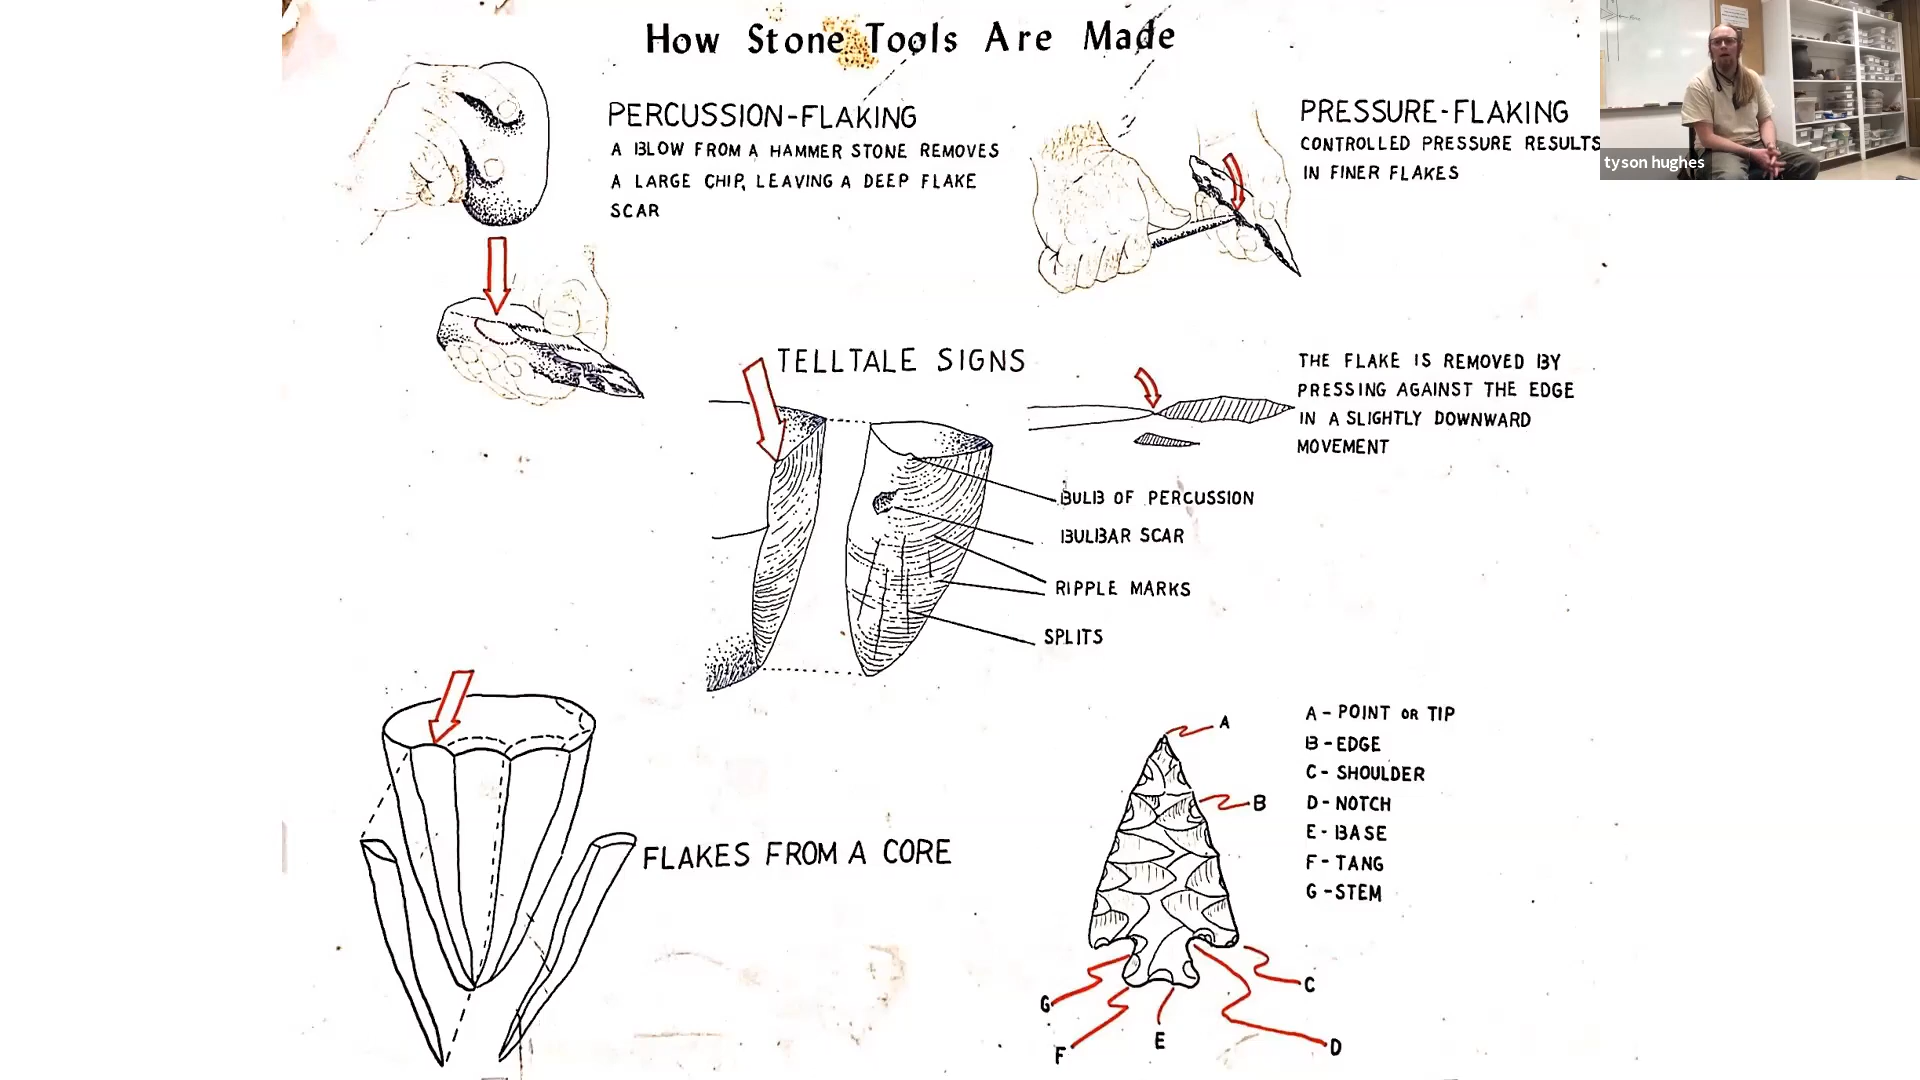 How Stone Tools Are Made
PERCUSSION-FLAKING
A BLOW FROM A HAMMER STONE REMOVES
A LARGE CHIP, LEAVING A DEEP FLAKE
SCAR
PRESSURE-FLAKING
CONTROLLED PRESSURE RESULTS
IN FINER FLAKES
tyson hughes
TELLTALE SIGNS
THE FLAKE IS REMOVED BY
PRESSING AGAINST THE EDGE
IN A SLIGHTLY DOWNWARD
MOVEMENT
BULB OF PERCUSSION
BULBAR SCAR
RIPPLE MARKS
SPLITS
FLAKES FROM A CORE
A
B
C
D
E
F
G
A - POINT OR TIP
B - EDGE
C - SHOULDER
D - NOTCH
E - BASE
F - TANG
G - STEM